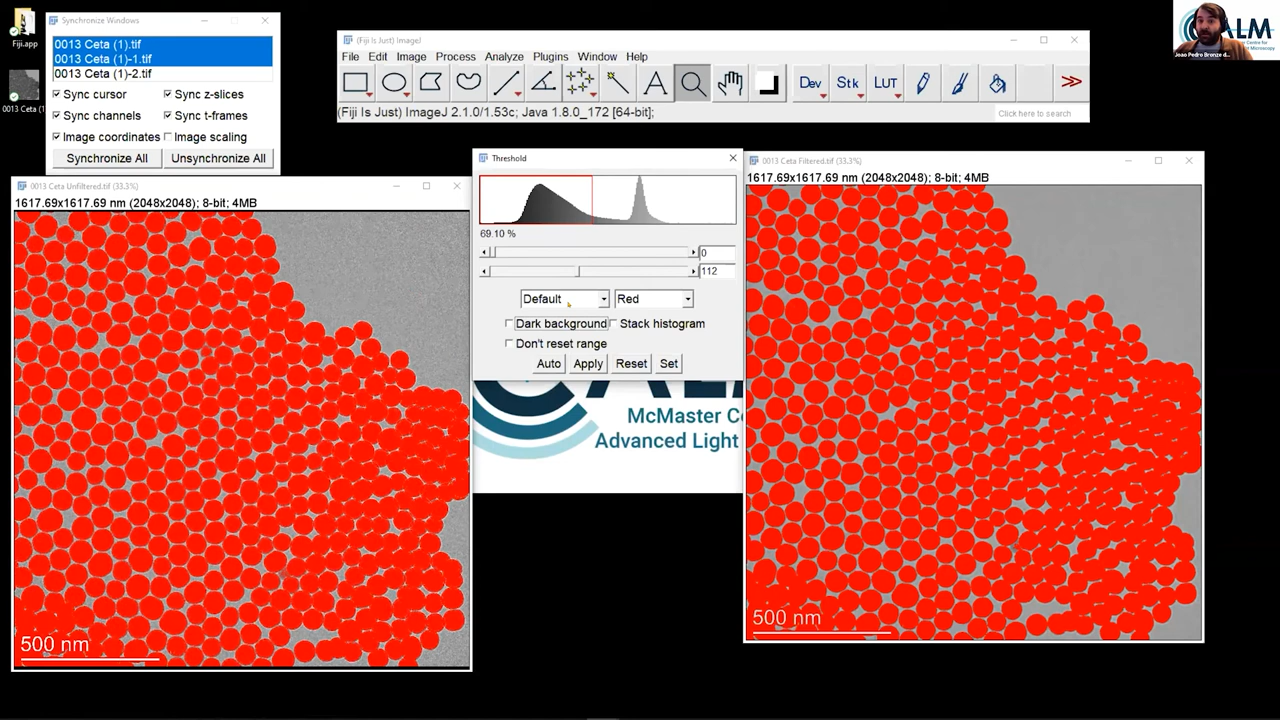 Fiji.app
0013 Ceta (1
Synchronize Windows
0013 Ceta (1).tif
0013 Ceta (1)-1.tif
0013 Ceta (1)-2.tif
Sync cursor
Sync z-slices
Sync channels
Sync t-frames
Image coordinates
Image scaling
Synchronize All
Unsynchronize All
(Fiji Is Just) ImageJ
File Edit Image Process Analyze Plugins Window Help
A Dev Stk LUT >>
(Fiji Is Just) ImageJ 2.1.0/1.53c; Java 1.8.0_172 [64-bit];
Click here to search
ALM
Joao Pedro Bronze d...
0013 Ceta Unfiltered.tif (33.3%)
1617.69x1617.69 nm (2048x2048); 8-bit; 4MB
500 nm
Threshold
69.10 %
0
112
Default
Red
Dark background
Stack histogram
Don't reset range
Auto
Apply
Reset
Set
McMaster C
Advanced Light
0013 Ceta Filtered.tif (33.3%)
1617.69x1617.69 nm (2048x2048); 8-bit; 4MB
500 nm